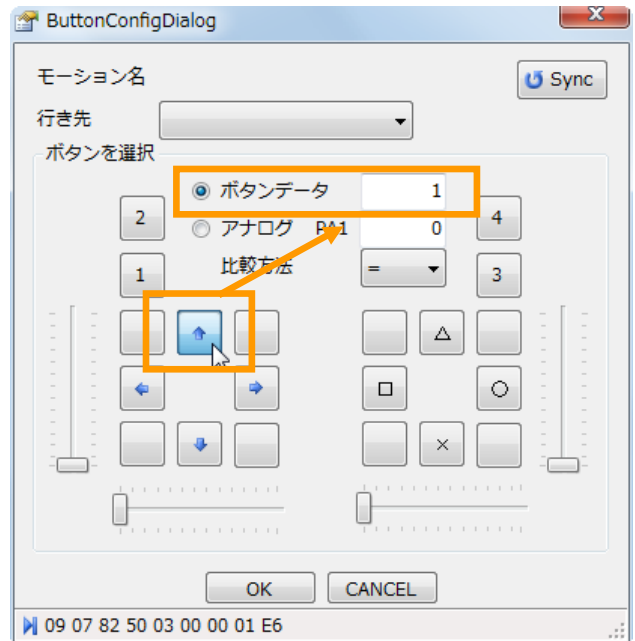 ButtonConfigDialog
モーション名
Sync
行き先
ボタンを選択
ボタンデータ 1
2
アナログ PA1 0
4
比較方法 =
1
3
△
□ ○
×
OK CANCEL
09 07 82 50 03 00 00 01 E6